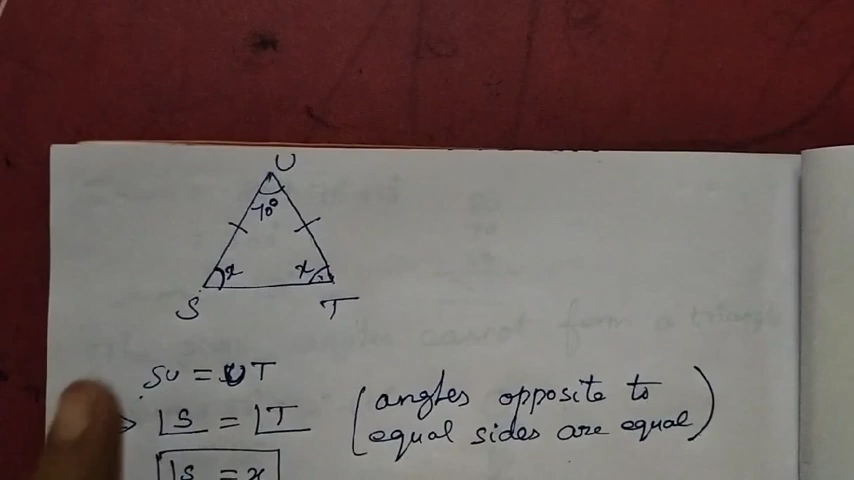 U
70°
x x
S T
SU = UT
⇒ ∠S = ∠T (angles opposite to equal sides are equal)
∠S = x